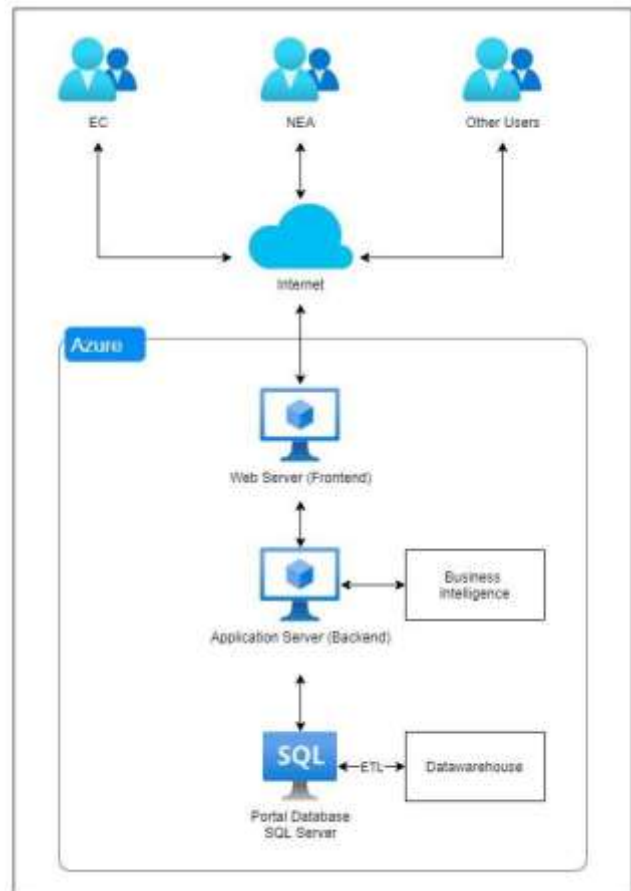 EC
NEA
Other Users
Internet
Azure
Web Server (Frontend)
Business
Intelligence
Application Server (Backend)
SQL
ETL
Datawarehouse
Portal Database
SQL Server